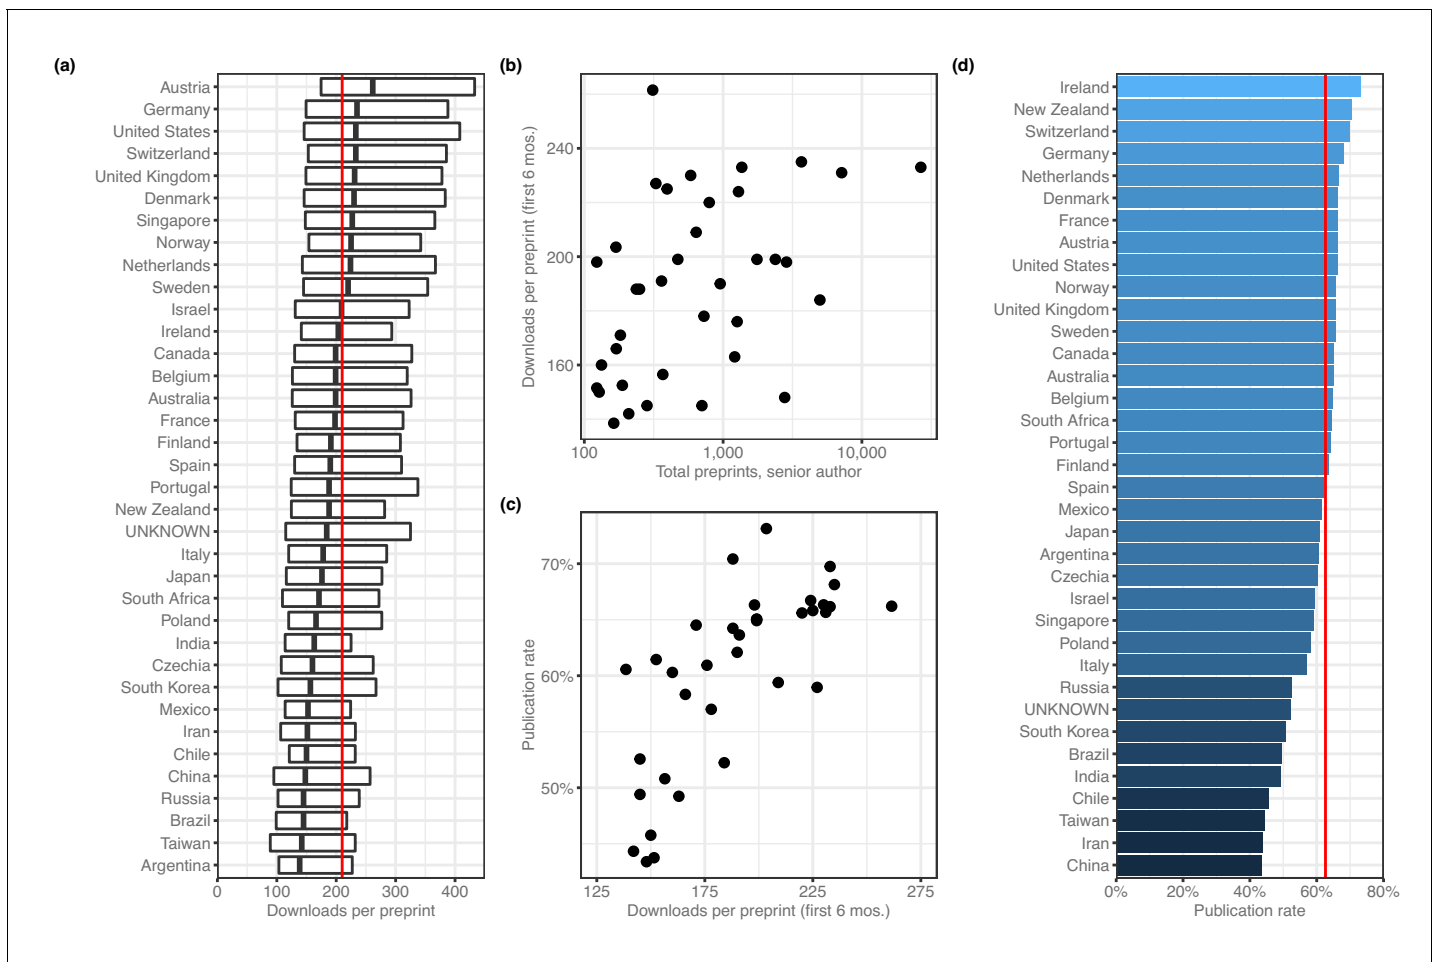 (a)
Austria
Germany
United States
Switzerland
United Kingdom
Denmark
Singapore
Norway
Netherlands
Sweden
Israel
Ireland
Canada
Belgium
Australia
France
Finland
Spain
Portugal
New Zealand
UNKNOWN
Italy
Japan
South Africa
Poland
India
Czechia
South Korea
Mexico
Iran
Chile
China
Russia
Brazil
Taiwan
Argentina
0 100 200 300 400
Downloads per preprint
(b)
Downloads per preprint (first 6 mos.)
240
200
160
100 1,000 10,000
Total preprints, senior author
(c)
Publication rate
70%
60%
50%
125 175 225 275
Downloads per preprint (first 6 mos.)
(d)
Ireland
New Zealand
Switzerland
Germany
Netherlands
Denmark
France
Austria
United States
Norway
United Kingdom
Sweden
Canada
Australia
Belgium
South Africa
Portugal
Finland
Spain
Mexico
Japan
Argentina
Czechia
Israel
Singapore
Poland
Italy
Russia
UNKNOWN
South Korea
Brazil
India
Chile
Taiwan
Iran
China
0% 20% 40% 60% 80%
Publication rate